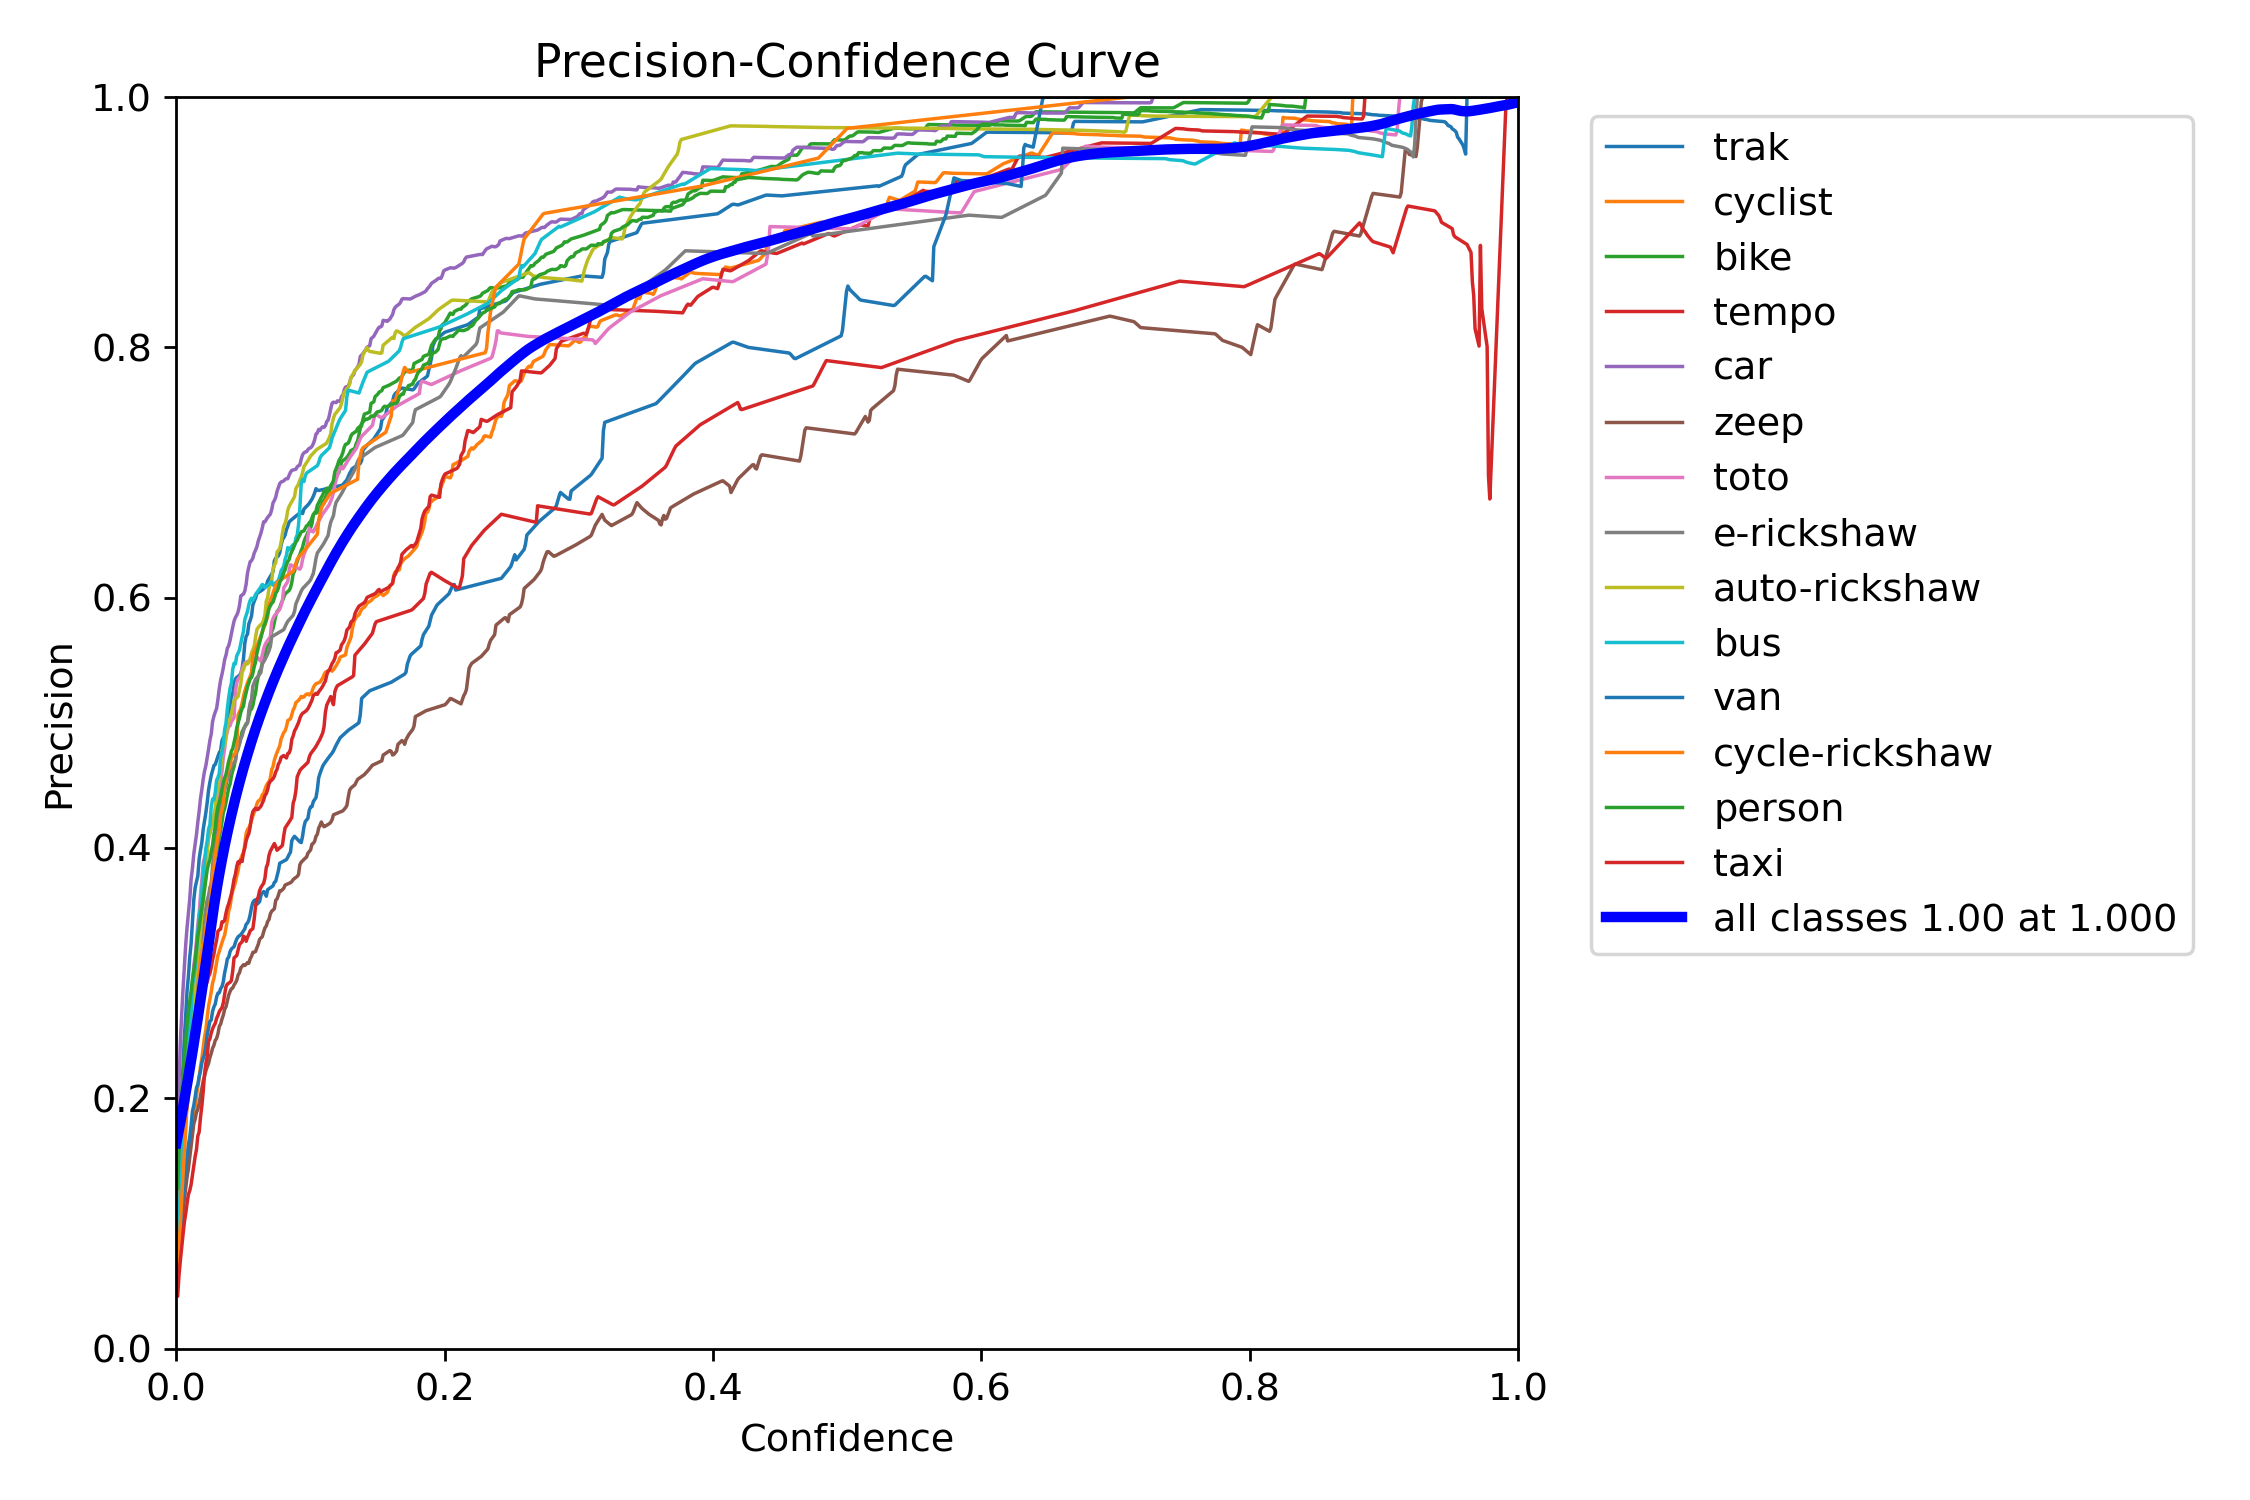 Precision-Confidence Curve
1.0
0.8
0.6
0.4
0.2
0.0
Precision
0.0 0.2 0.4 0.6 0.8 1.0
Confidence
trak
cyclist
bike
tempo
car
zeep
toto
e-rickshaw
auto-rickshaw
bus
van
cycle-rickshaw
person
taxi
all classes 1.00 at 1.000